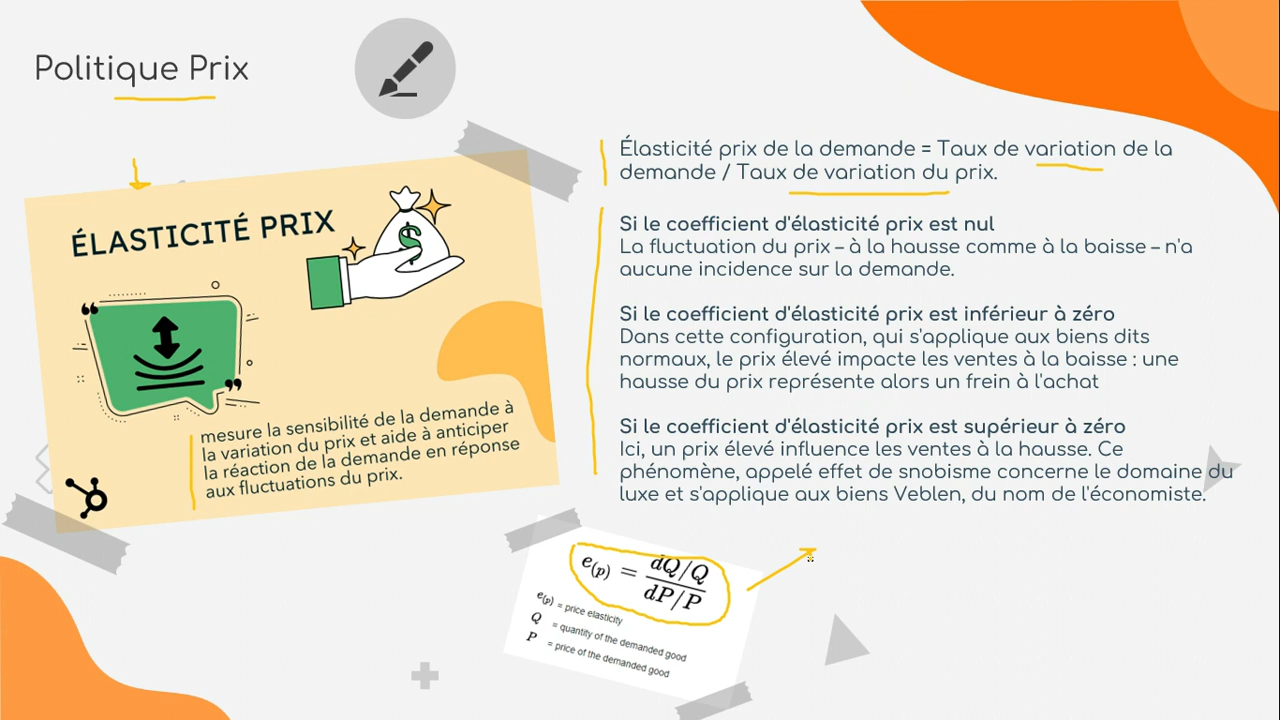 Politique Prix
ÉLASTICITÉ PRIX
$
mesure la sensibilité de la demande à
la variation du prix et aide à anticiper
la réaction de la demande en réponse
aux fluctuations du prix.
Élasticité prix de la demande = Taux de variation de la
demande / Taux de variation du prix.
Si le coefficient d'élasticité prix est nul
La fluctuation du prix – à la hausse comme à la baisse – n'a
aucune incidence sur la demande.
Si le coefficient d'élasticité prix est inférieur à zéro
Dans cette configuration, qui s'applique aux biens dits
normaux, le prix élevé impacte les ventes à la baisse : une
hausse du prix représente alors un frein à l'achat
Si le coefficient d'élasticité prix est supérieur à zéro
Ici, un prix élevé influence les ventes à la hausse. Ce
phénomène, appelé effet de snobisme concerne le domaine du
luxe et s'applique aux biens Veblen, du nom de l'économiste.
e(p) = dQ/Q
dP/P
e(p) = price elasticity
Q = quantity of the demanded good
P = price of the demanded good